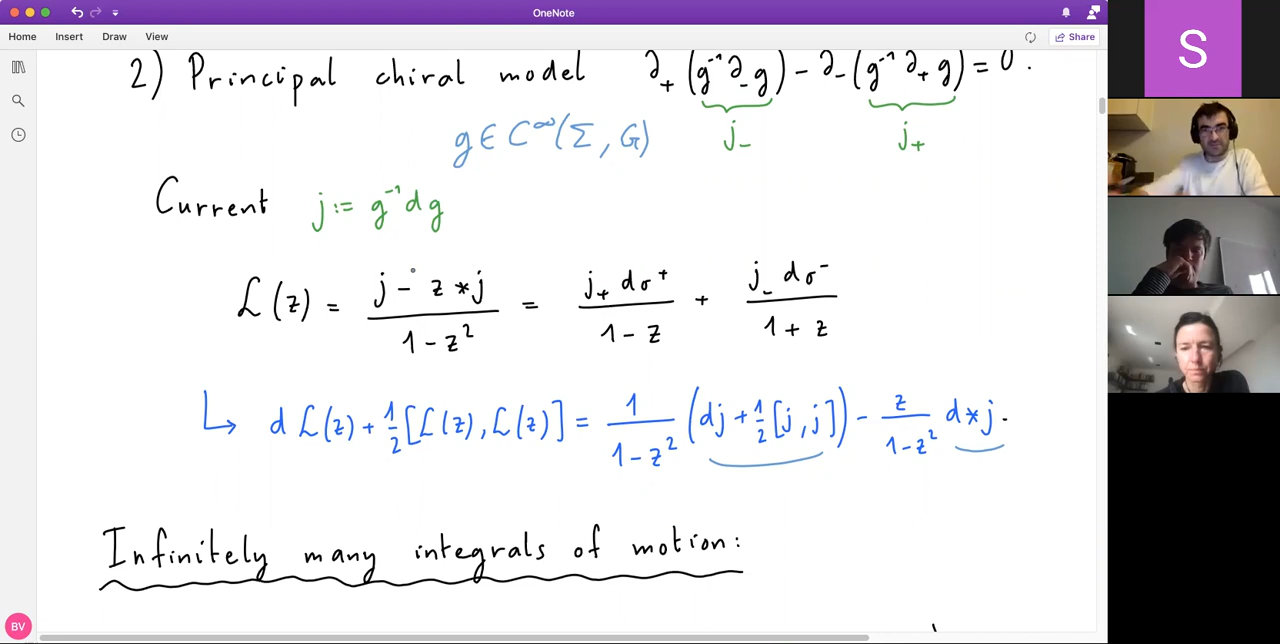 OneNote
Home Insert Draw View Share
2) Principal chiral model ∂₊(g⁻¹∂₋g) − ∂₋(g⁻¹∂₊g) = 0.
j₋ j₊
g ∈ C^∞(Σ, G)
Current j := g⁻¹dg
ℒ(z) = (j − z*j)/(1 − z²) = (j₊ dσ⁺)/(1 − z) + (j₋ dσ⁻)/(1 + z)
↳ dℒ(z) + ½[ℒ(z), ℒ(z)] = 1/(1 − z²) (dj + ½[j, j]) − z/(1 − z²) d*j.
Infinitely many integrals of motion:
BV
S